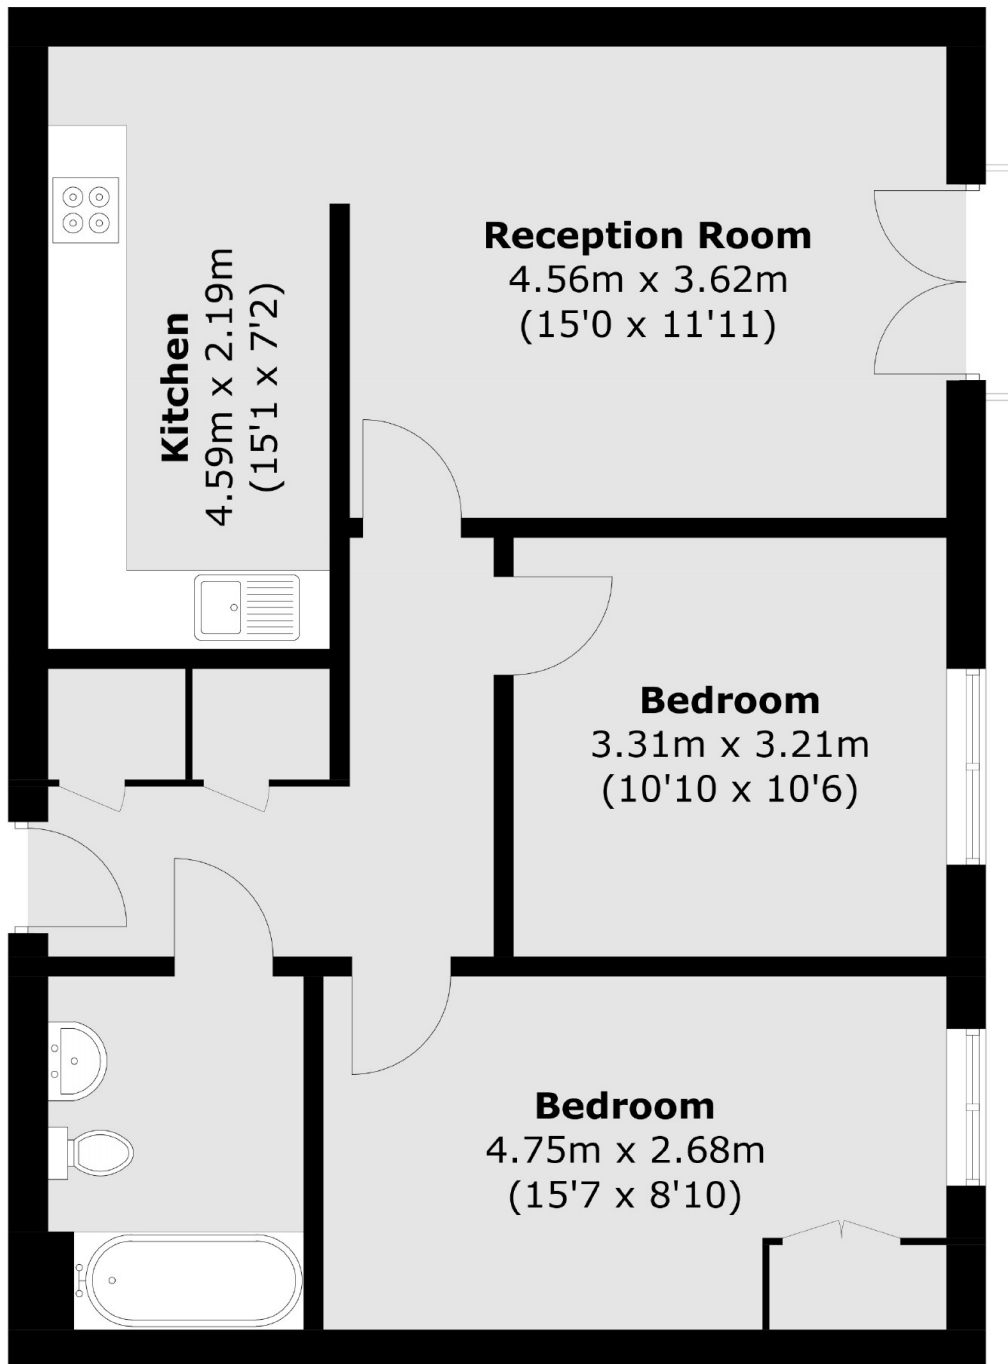 Reception Room
4.56m x 3.62m
(15'0 x 11'11)
Kitchen
4.59m x 2.19m
(15'1 x 7'2)
Bedroom
3.31m x 3.21m
(10'10 x 10'6)
Bedroom
4.75m x 2.68m
(15'7 x 8'10)